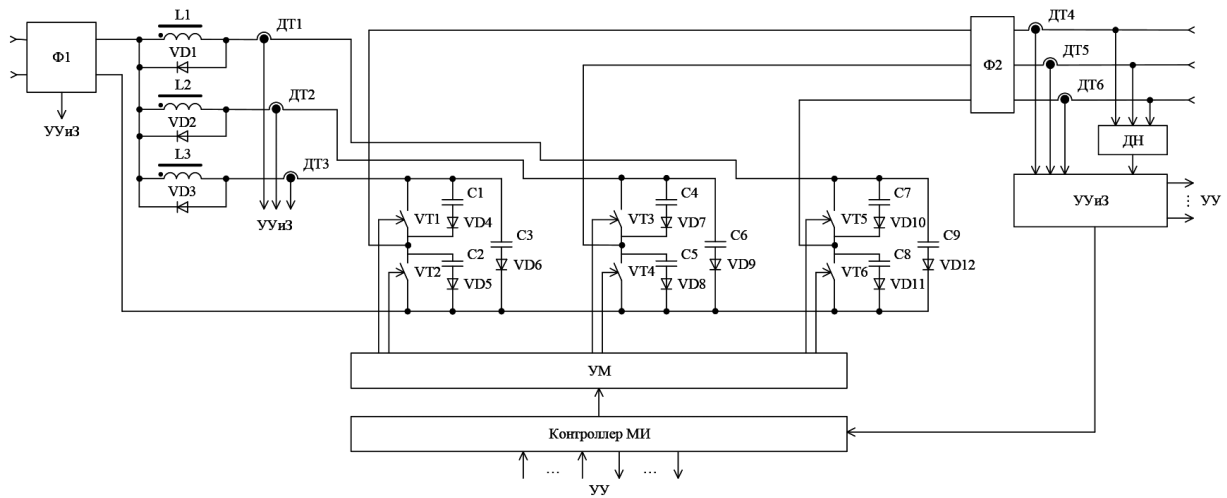 L1
ДТ1
ДТ4
Ф1
VD1
ДТ5
Ф2
L2
ДТ2
ДТ6
УУиЗ
VD2
ДН
L3
ДТ3
VD3
УУиЗ
УУ
C1
C4
C7
УУиЗ
VT1
VD4
VT3
VD7
VT5
VD10
C3
C6
C9
C2
C5
C8
VD6
VD9
VD12
VT2
VD5
VT4
VD8
VT6
VD11
УМ
Контроллер МИ
... ...
УУ